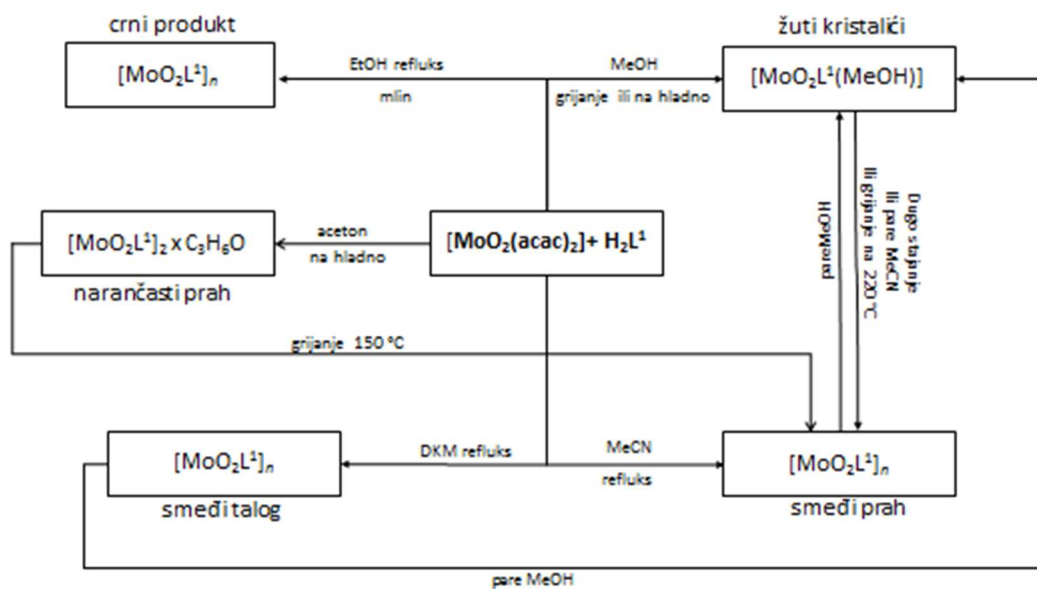 crni produkt
[MoO₂L¹]ₙ
EtOH refluks
mlin
MeOH
grijanje ili na hladno
žuti kristalići
[MoO₂L¹(MeOH)]
pare MeOH
Dugo stajanje
Ili pare MeCN
Ili grijanje na 220 °C
[MoO₂L¹]₂ x C₃H₆O
narančasti prah
aceton
na hladno
[MoO₂(acac)₂]+ H₂L¹
grijanje 150 °C
[MoO₂L¹]ₙ
smeđi talog
DKM refluks
MeCN
refluks
[MoO₂L¹]ₙ
smeđi prah
pare MeOH